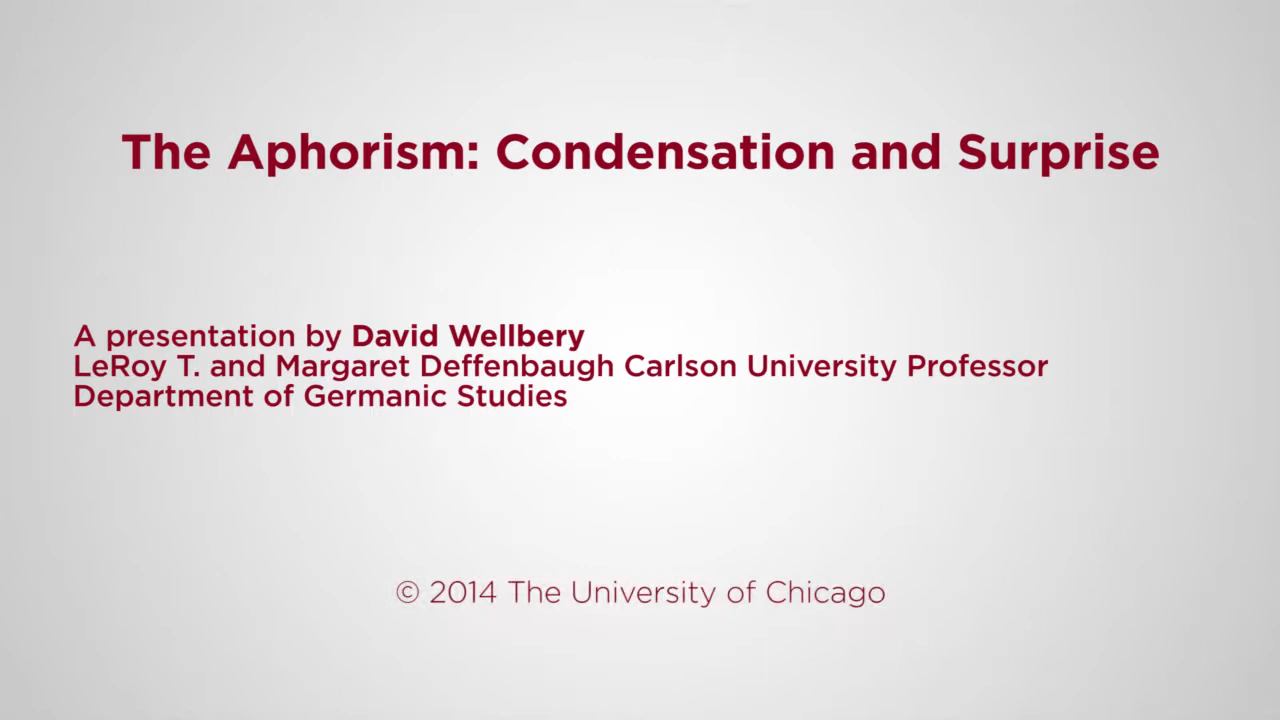 The Aphorism: Condensation and Surprise
A presentation by David Wellbery
LeRoy T. and Margaret Deffenbaugh Carlson University Professor
Department of Germanic Studies
© 2014 The University of Chicago